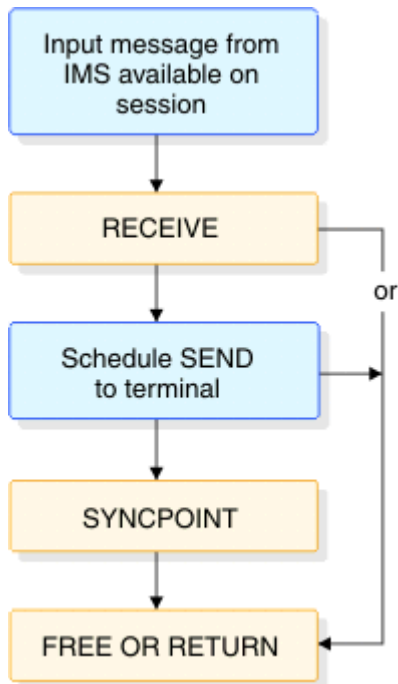 Input message from
IMS available on
session
RECEIVE
or
Schedule SEND
to terminal
SYNCPOINT
FREE OR RETURN